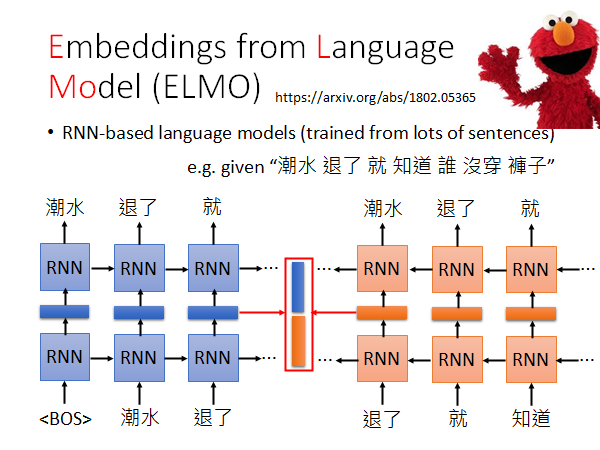 Embeddings from Language
Model (ELMO) https://arxiv.org/abs/1802.05365
• RNN-based language models (trained from lots of sentences)
e.g. given “潮水 退了 就 知道 誰 沒穿 褲子”
潮水 退了 就 潮水 退了 就
RNN RNN RNN … … RNN RNN RNN …
RNN RNN RNN … … RNN RNN RNN …
<BOS> 潮水 退了 退了 就 知道